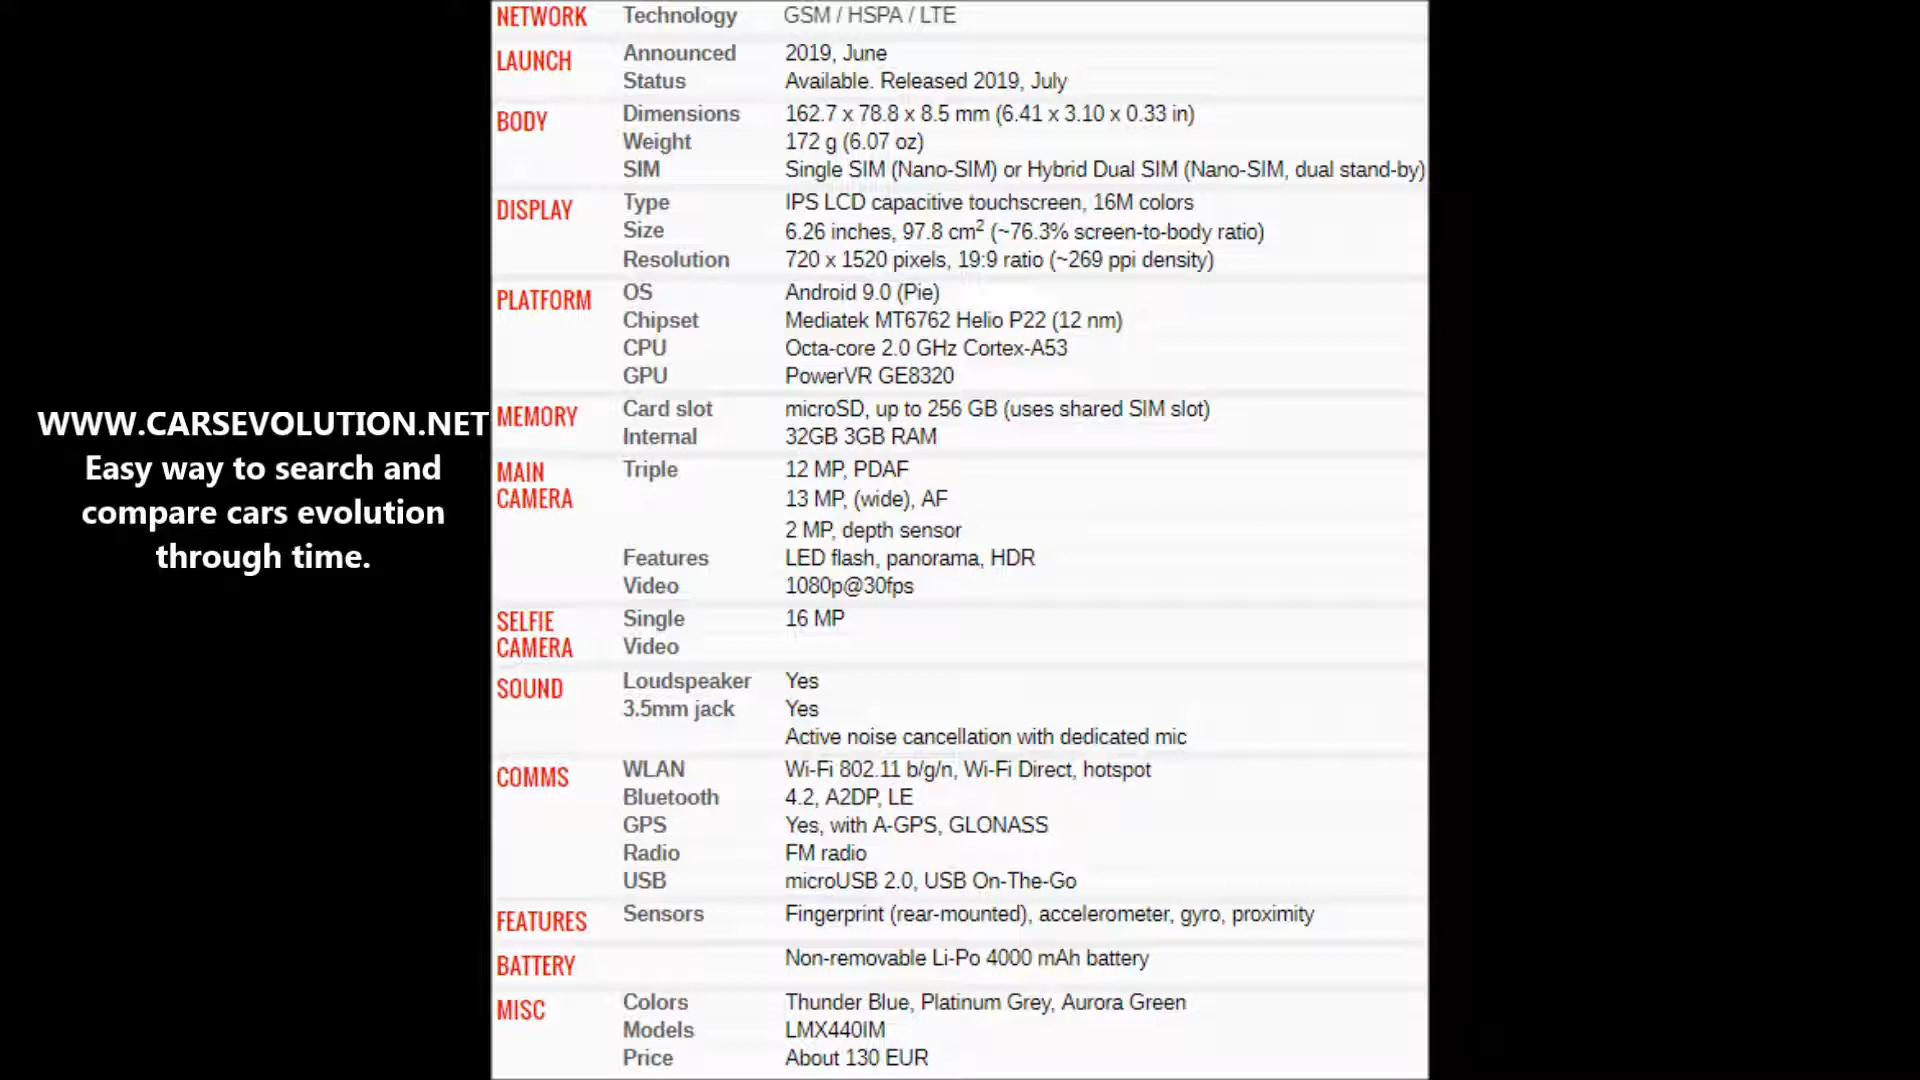 WWW.CARSEVOLUTION.NET
Easy way to search and
compare cars evolution
through time.
NETWORK Technology GSM / HSPA / LTE
LAUNCH Announced 2019, June
Status Available. Released 2019, July
BODY Dimensions 162.7 x 78.8 x 8.5 mm (6.41 x 3.10 x 0.33 in)
Weight 172 g (6.07 oz)
SIM Single SIM (Nano-SIM) or Hybrid Dual SIM (Nano-SIM, dual stand-by)
DISPLAY Type IPS LCD capacitive touchscreen, 16M colors
Size 6.26 inches, 97.8 cm² (~76.3% screen-to-body ratio)
Resolution 720 x 1520 pixels, 19:9 ratio (~269 ppi density)
PLATFORM OS Android 9.0 (Pie)
Chipset Mediatek MT6762 Helio P22 (12 nm)
CPU Octa-core 2.0 GHz Cortex-A53
GPU PowerVR GE8320
MEMORY Card slot microSD, up to 256 GB (uses shared SIM slot)
Internal 32GB 3GB RAM
MAIN CAMERA Triple 12 MP, PDAF
13 MP, (wide), AF
2 MP, depth sensor
Features LED flash, panorama, HDR
Video 1080p@30fps
SELFIE CAMERA Single 16 MP
Video
SOUND Loudspeaker Yes
3.5mm jack Yes
Active noise cancellation with dedicated mic
COMMS WLAN Wi-Fi 802.11 b/g/n, Wi-Fi Direct, hotspot
Bluetooth 4.2, A2DP, LE
GPS Yes, with A-GPS, GLONASS
Radio FM radio
USB microUSB 2.0, USB On-The-Go
FEATURES Sensors Fingerprint (rear-mounted), accelerometer, gyro, proximity
BATTERY Non-removable Li-Po 4000 mAh battery
MISC Colors Thunder Blue, Platinum Grey, Aurora Green
Models LMX440IM
Price About 130 EUR